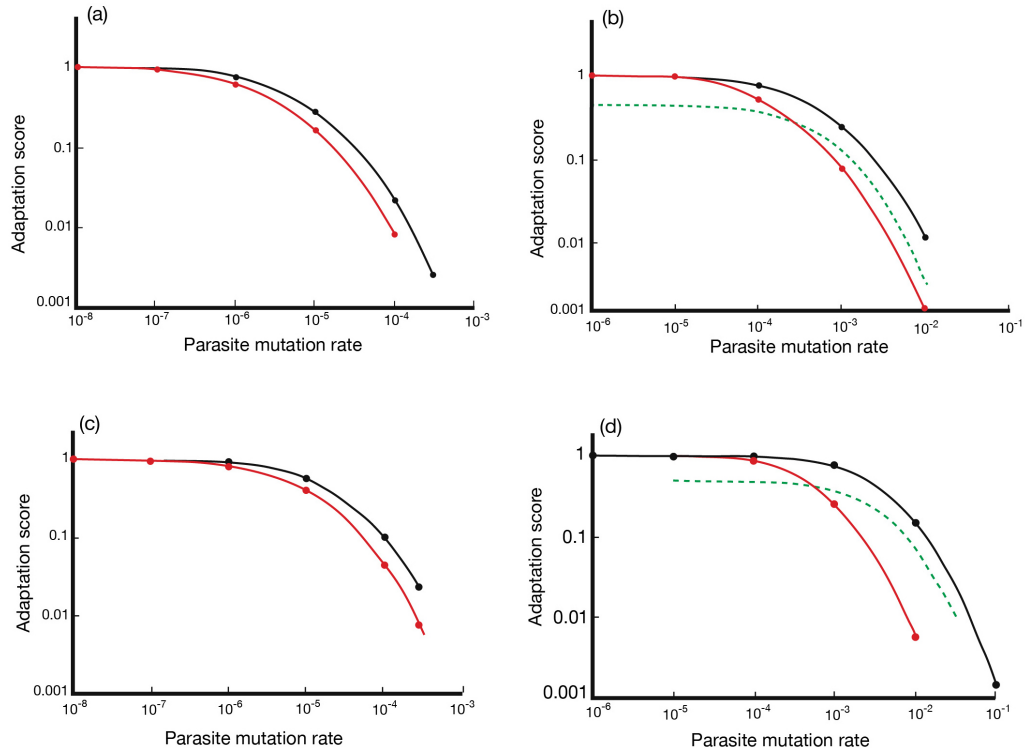 (a)
1
0.1
0.01
0.001
10⁻⁸ 10⁻⁷ 10⁻⁶ 10⁻⁵ 10⁻⁴ 10⁻³
Adaptation score
Parasite mutation rate
(b)
1
0.1
0.01
0.001
10⁻⁶ 10⁻⁵ 10⁻⁴ 10⁻³ 10⁻² 10⁻¹
Adaptation score
Parasite mutation rate
(c)
1
0.1
0.01
0.001
10⁻⁸ 10⁻⁷ 10⁻⁶ 10⁻⁵ 10⁻⁴ 10⁻³
Adaptation score
Parasite mutation rate
(d)
1
0.1
0.01
0.001
10⁻⁶ 10⁻⁵ 10⁻⁴ 10⁻³ 10⁻² 10⁻¹
Adaptation score
Parasite mutation rate